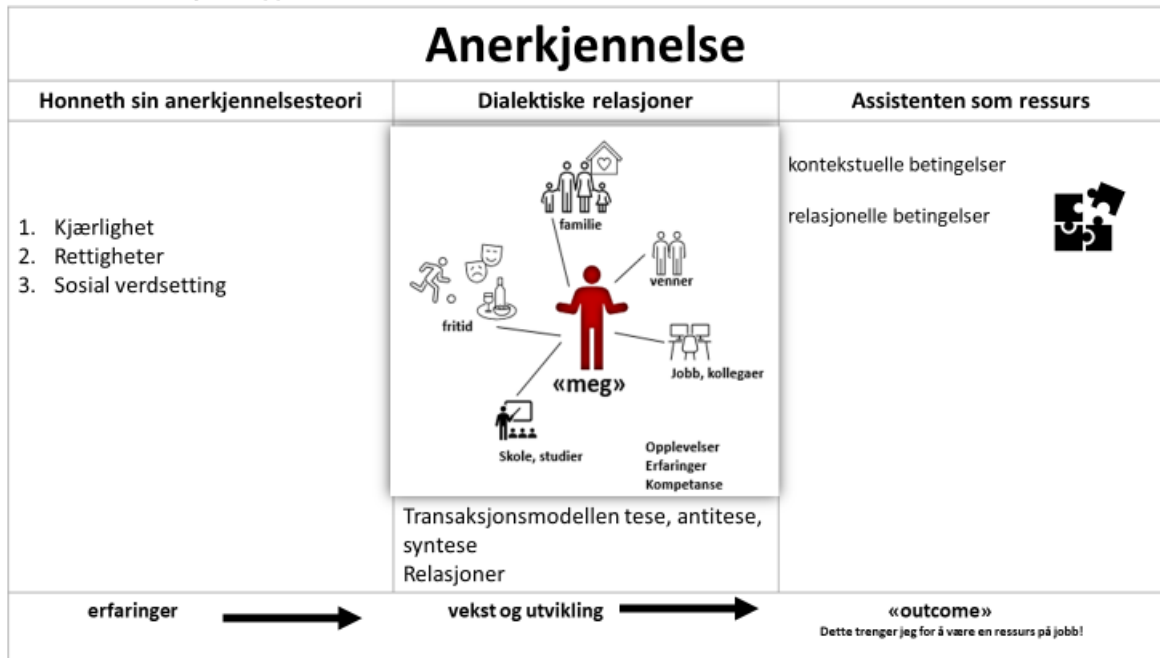 Anerkjennelse
Honneth sin anerkjennelsesteori
Dialektiske relasjoner
Assistenten som ressurs
1. Kjærlighet
2. Rettigheter
3. Sosial verdsetting
familie
venner
fritid
Jobb, kollegaer
«meg»
Skole, studier
Opplevelser
Erfaringer
Kompetanse
Transaksjonsmodellen tese, antitese,
syntese
Relasjoner
kontekstuelle betingelser
relasjonelle betingelser
erfaringer
vekst og utvikling
«outcome»
Dette trenger jeg for å være en ressurs på jobb!